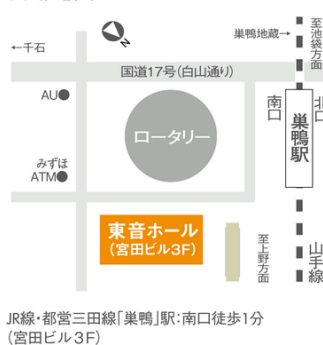 ←千石
N
巣鴨地蔵→
至池袋方面
国道17号(白山通り)
AU●
南口
北口
巣鴨駅
ロータリー
みずほ
ATM●
東音ホール
(宮田ビル3F)
至上野方面
山手線
JR線・都営三田線「巣鴨」駅:南口徒歩1分
(宮田ビル3F)